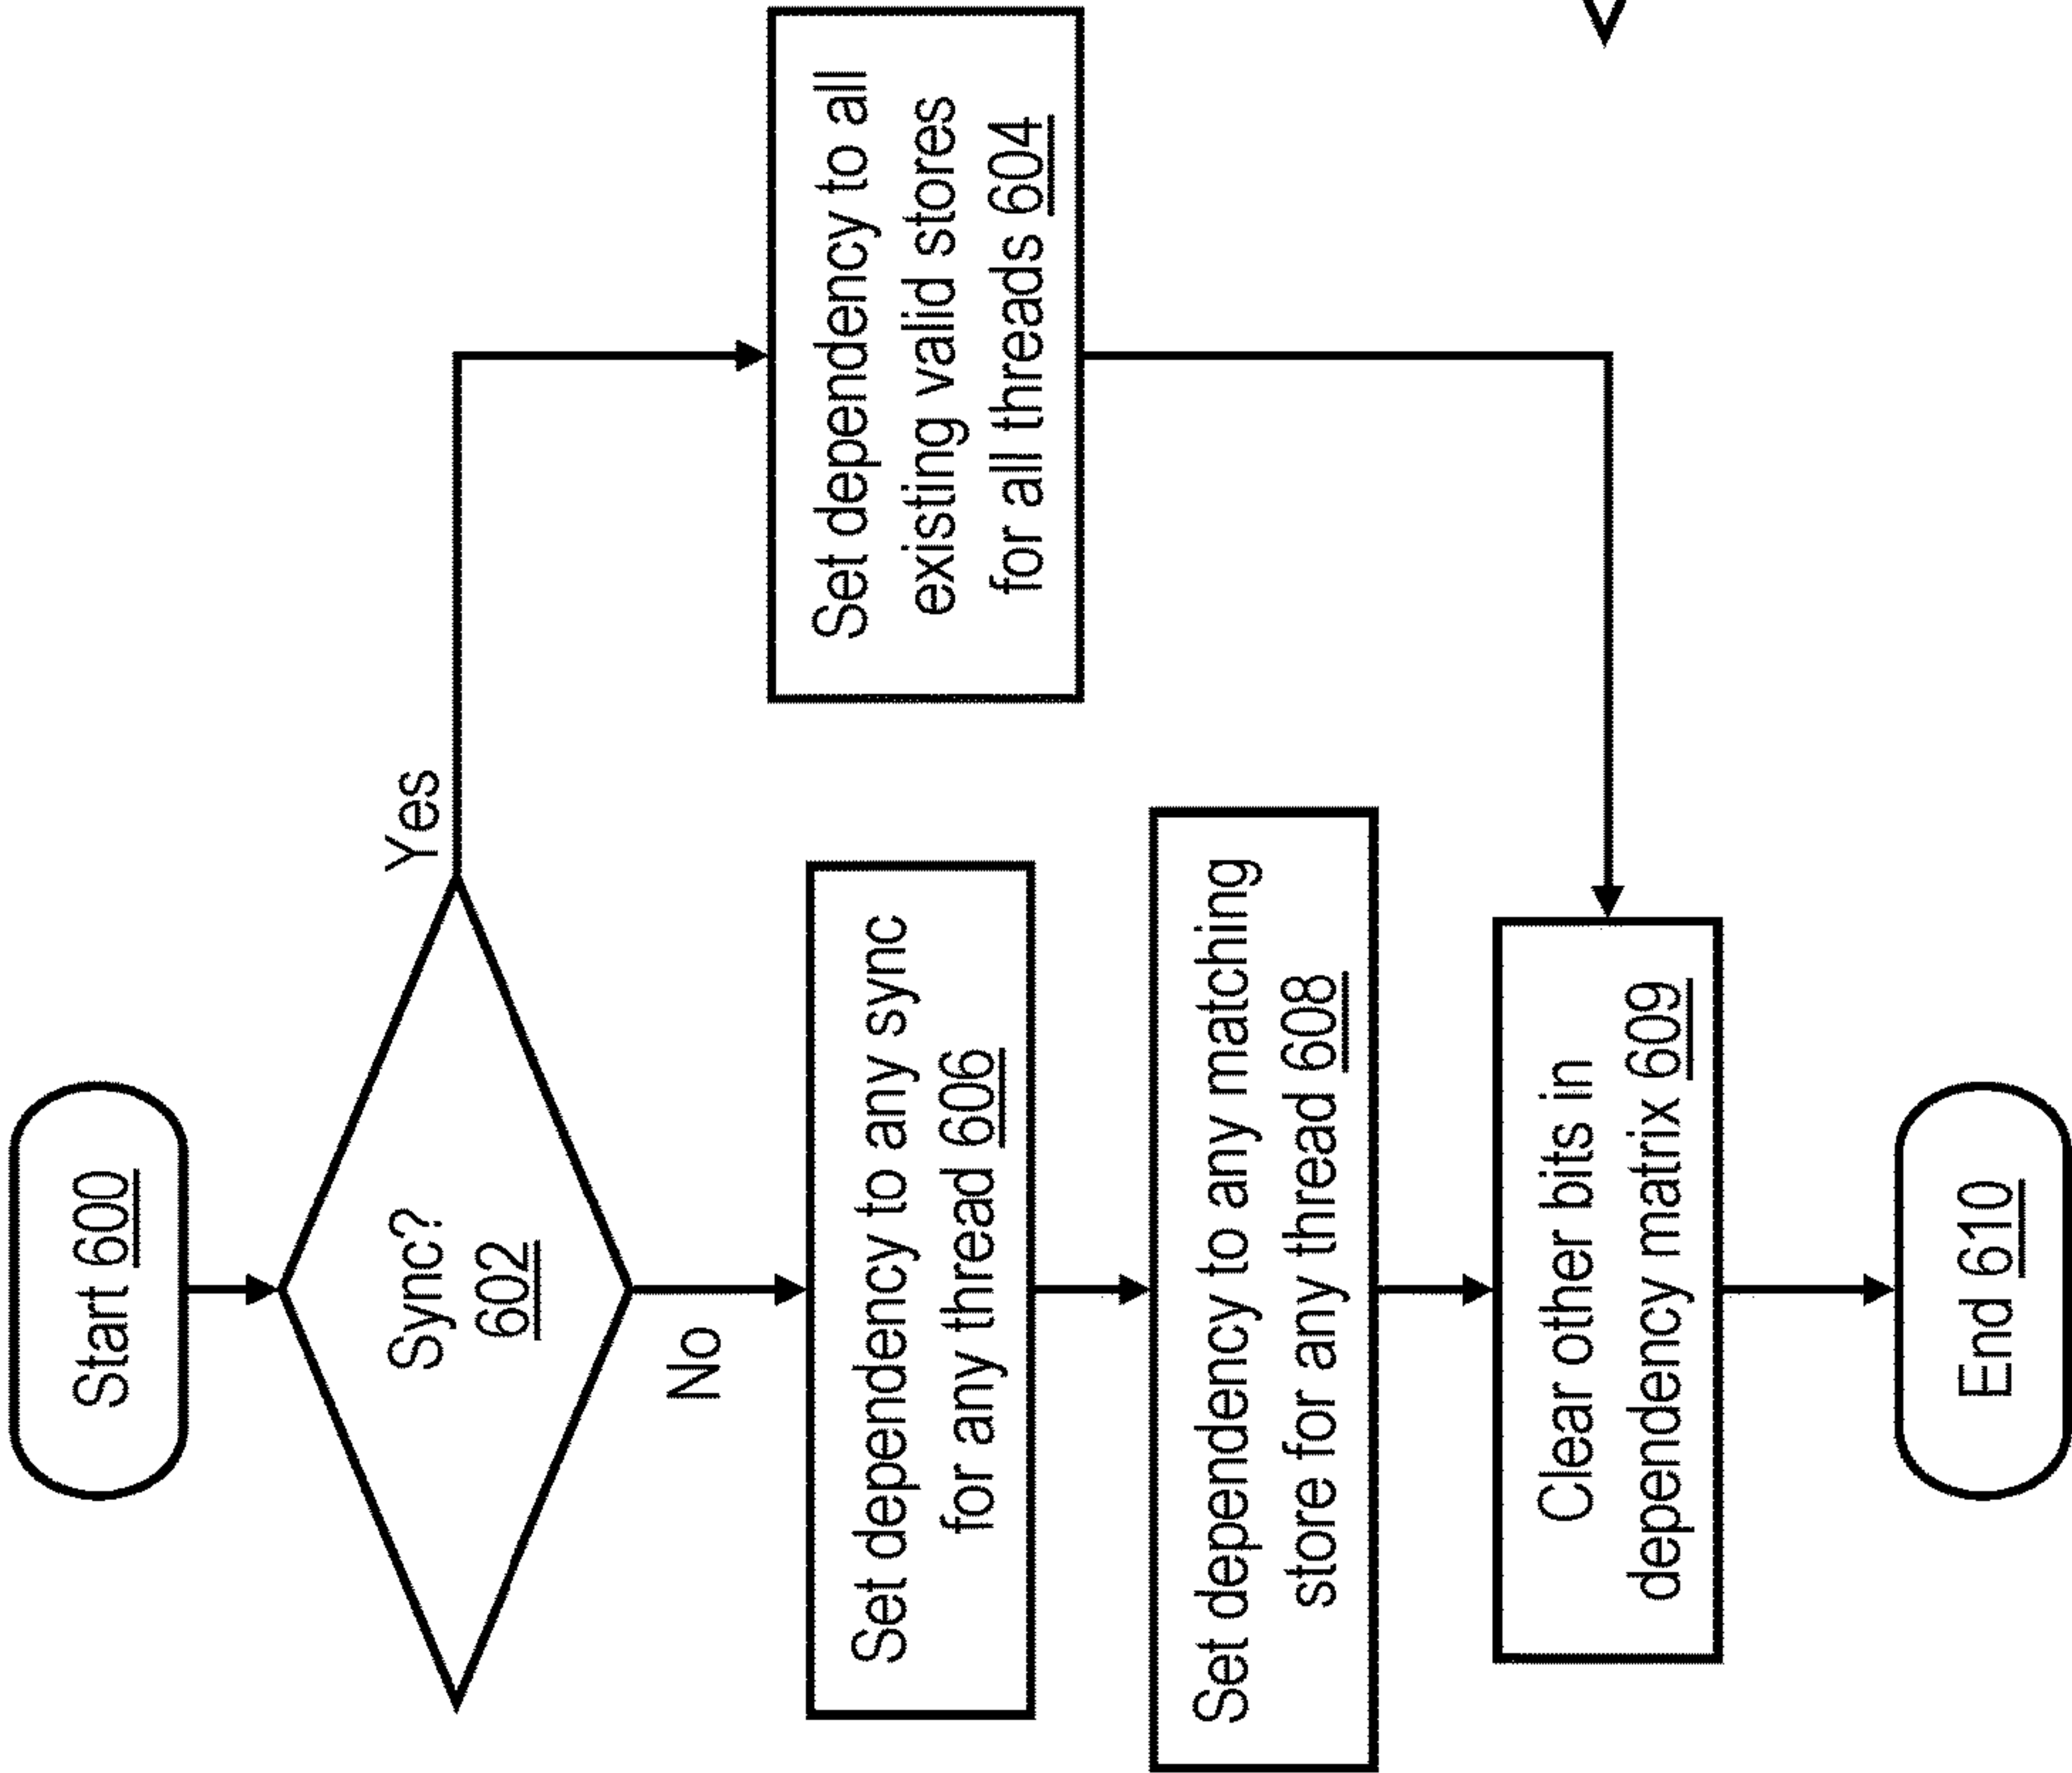 Start 600
Sync?
602
Yes
No
Set dependency to all
existing valid stores
for all threads 604
Set dependency to any sync
for any thread 606
Set dependency to any matching
store for any thread 608
Clear other bits in
dependency matrix 609
End 610